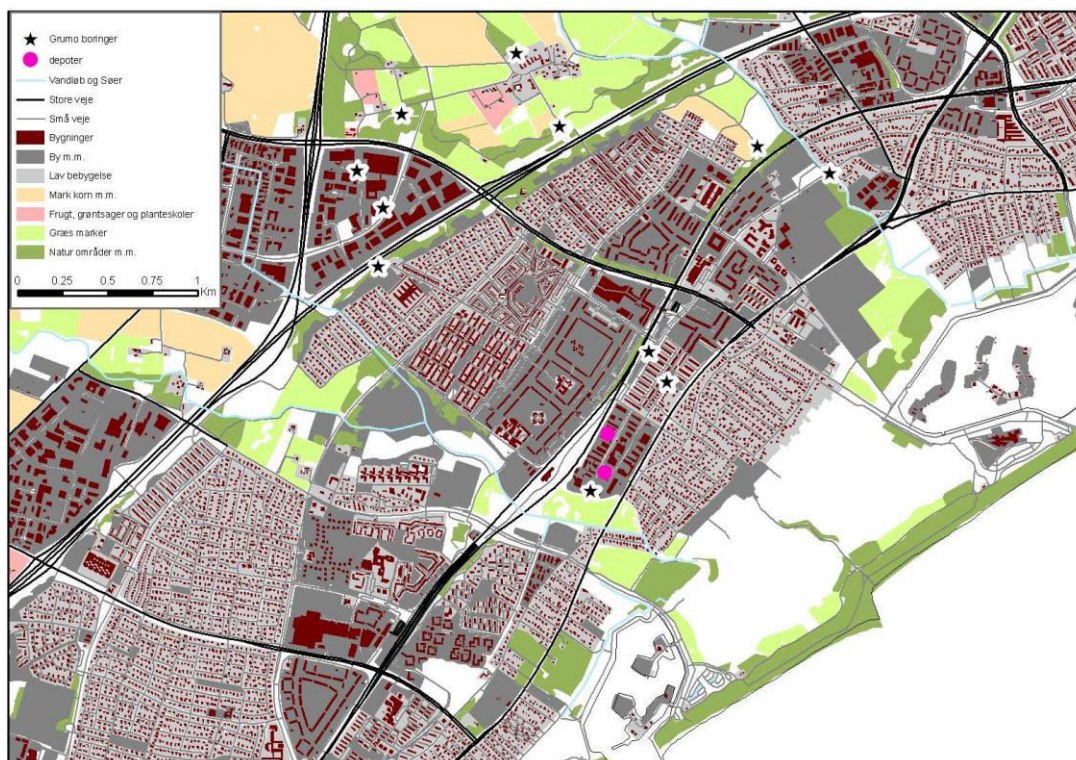 Grumo boringer
depoter
Vandløb og Søer
Store veje
Små veje
Bygninger
By m.m.
Lav bebygelse
Mark korn m.m.
Frugt, grøntsager og planteskoler
Græs marker
Natur områder m.m.
0 0.25 0.5 0.75 1
Km